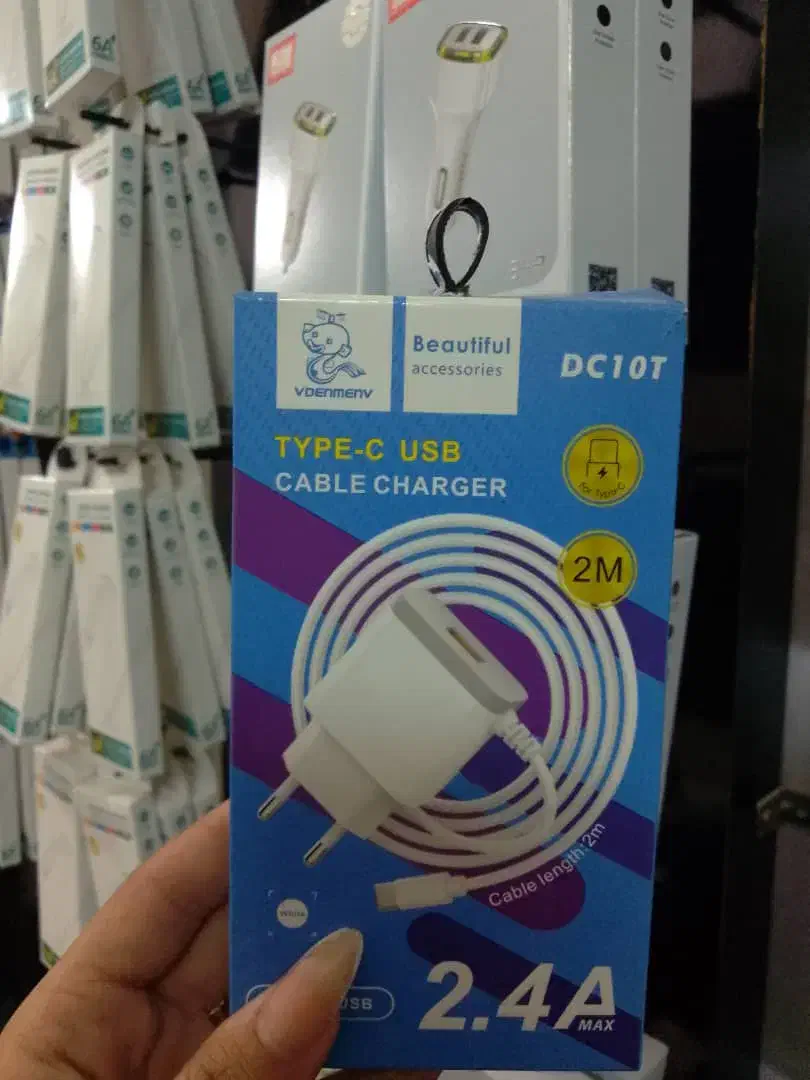 6A+
VDENMENV
Beautiful
accessories
DC10T
TYPE-C USB
CABLE CHARGER
For Type-C
2M
Cable length:2m
White
USB
2.4A
MAX